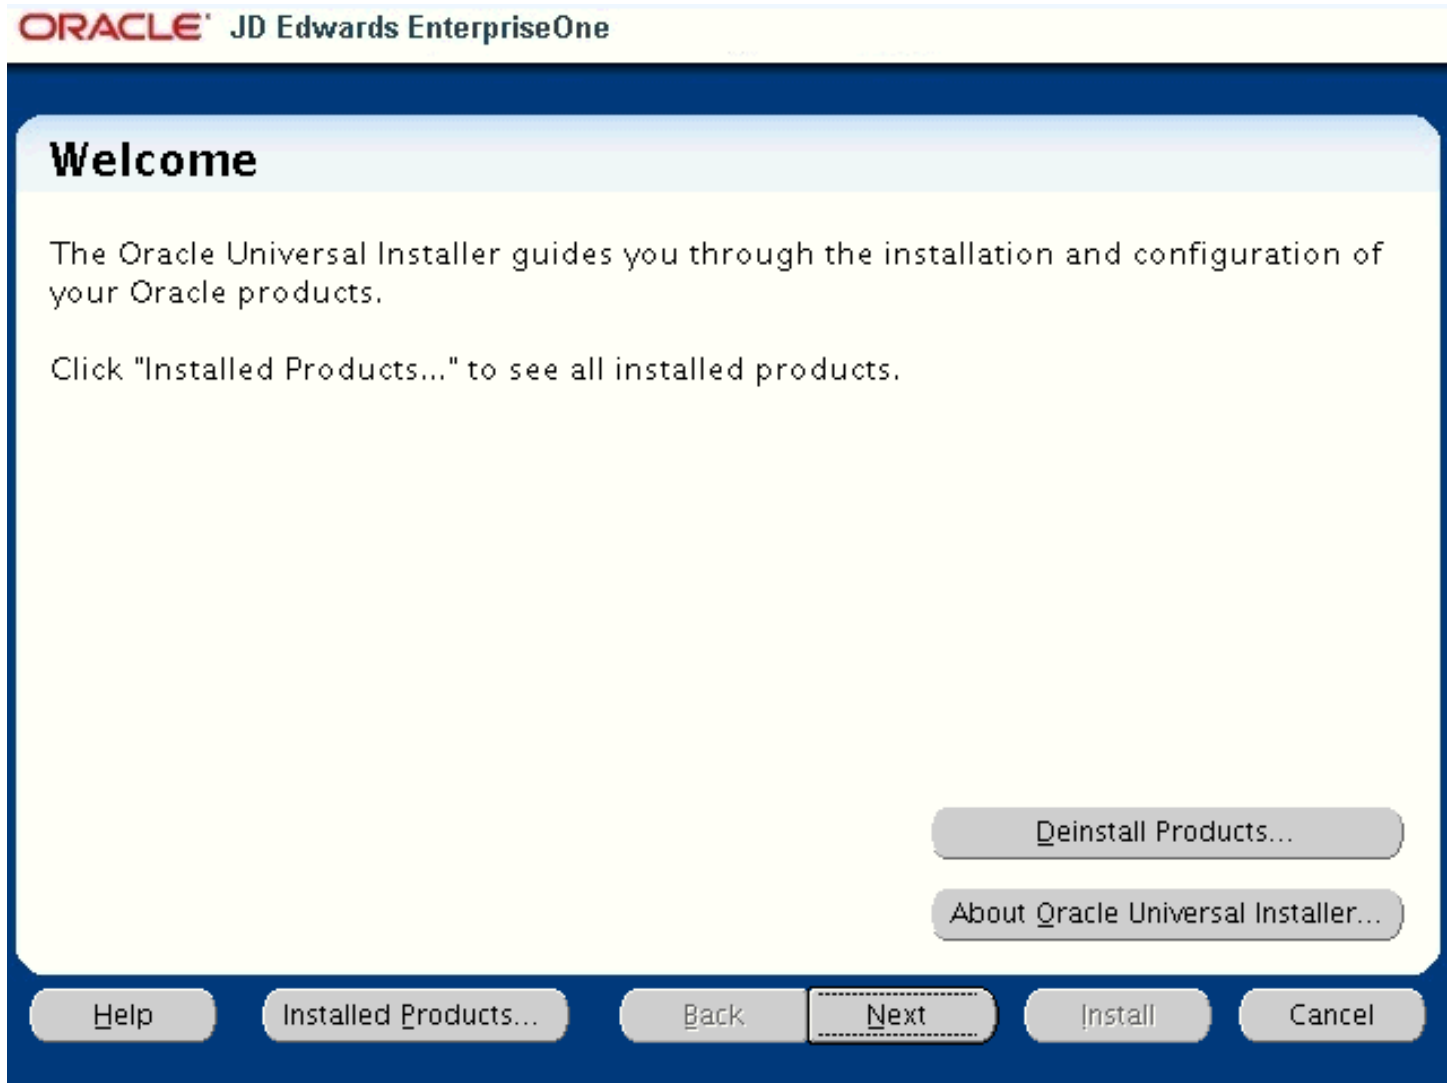 ORACLE JD Edwards EnterpriseOne
Welcome
The Oracle Universal Installer guides you through the installation and configuration of
your Oracle products.
Click "Installed Products..." to see all installed products.
Deinstall Products...
About Oracle Universal Installer...
Help Installed Products... Back Next Install Cancel